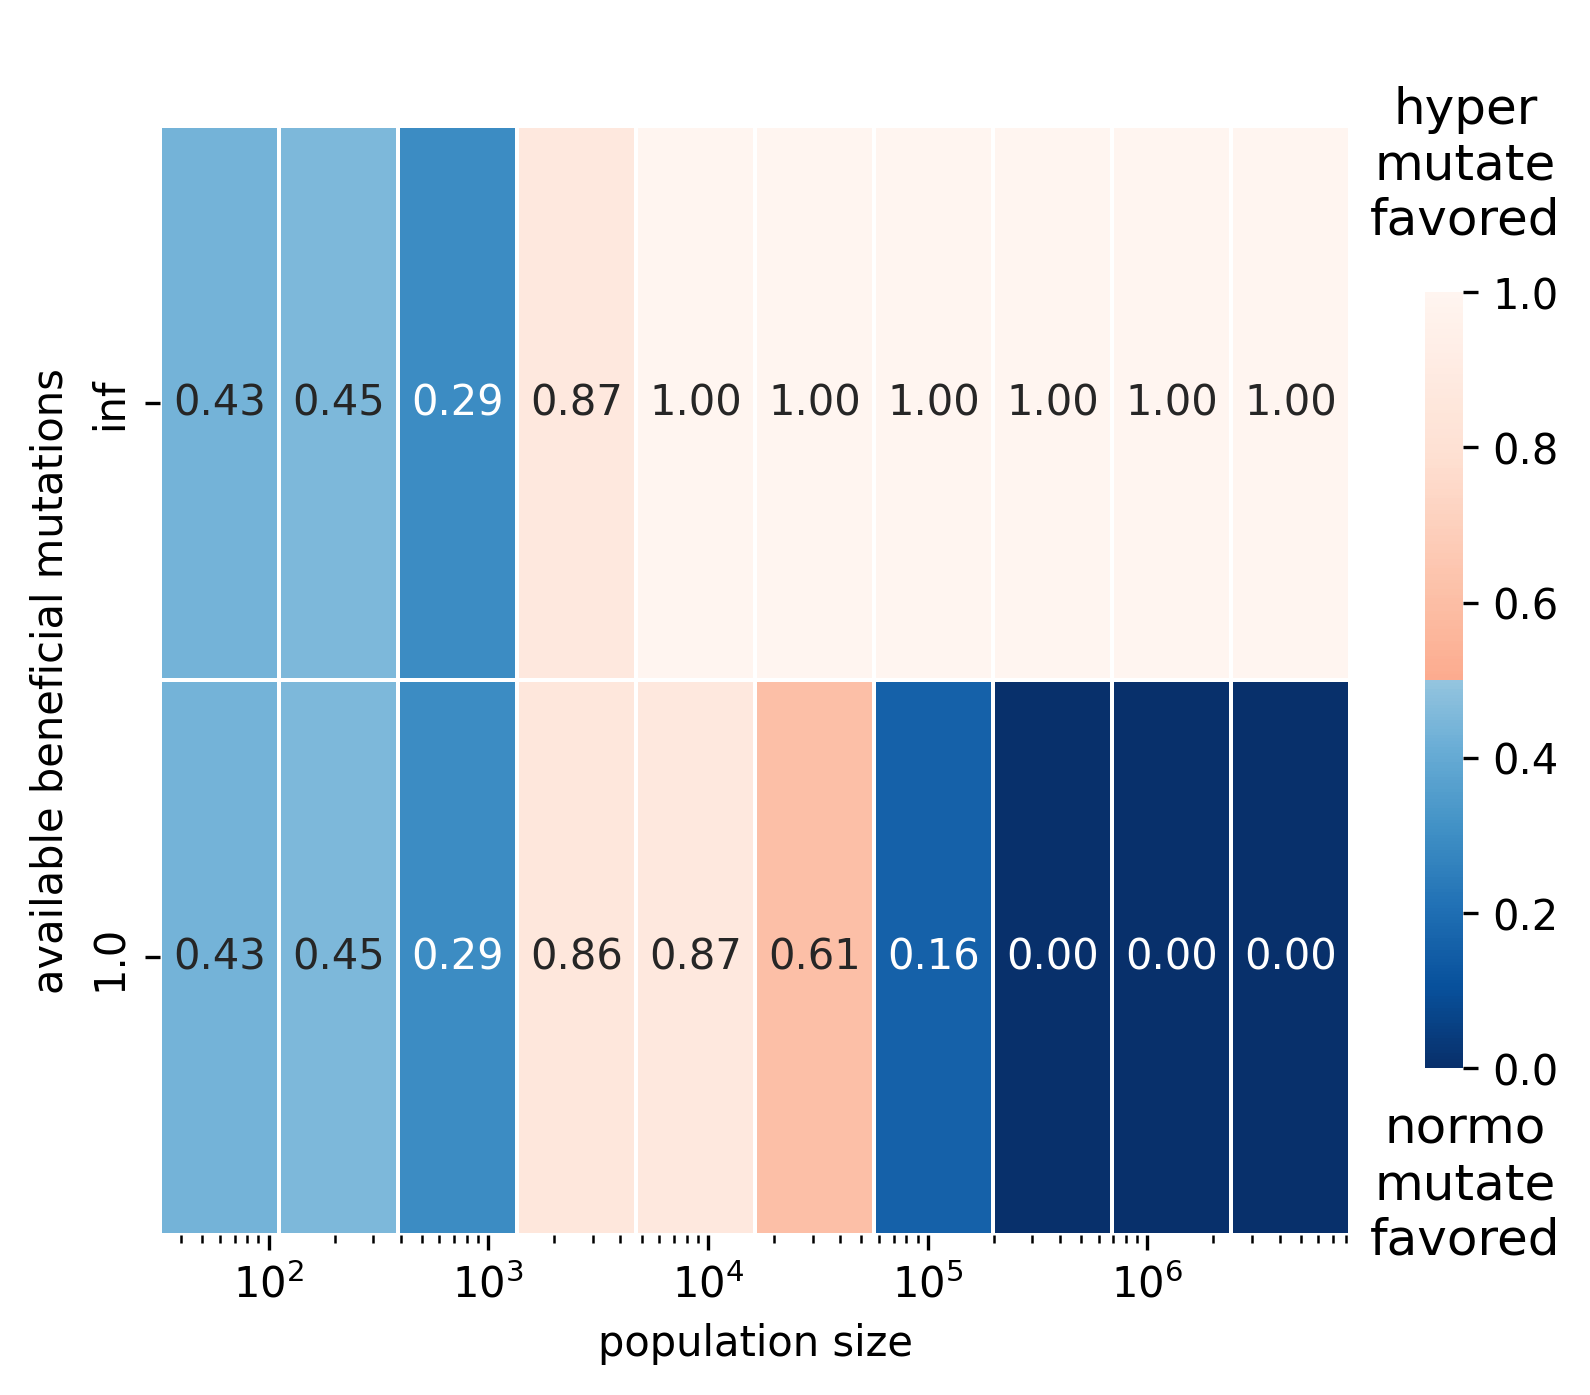 hyper
mutate
favored
available beneficial mutations
inf
0.43 0.45 0.29 0.87 1.00 1.00 1.00 1.00 1.00 1.00
1.0
0.43 0.45 0.29 0.86 0.87 0.61 0.16 0.00 0.00 0.00
10² 10³ 10⁴ 10⁵ 10⁶
population size
1.0
0.8
0.6
0.4
0.2
0.0
normo
mutate
favored